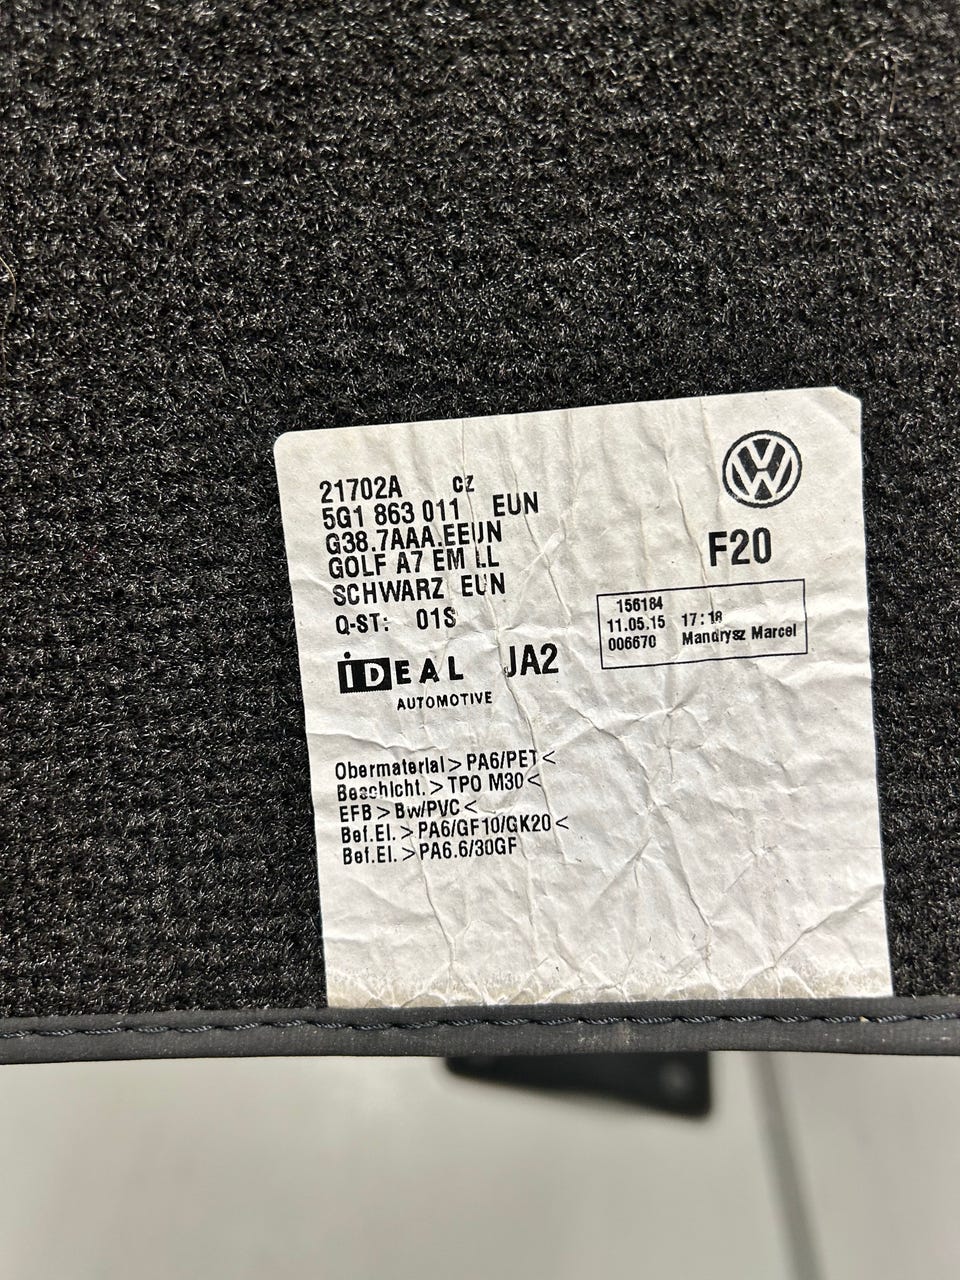 21702A CZ
5G1 863 011 EUN
G38.7AAA.EEUN
GOLF A7 EM LL
SCHWARZ EUN
Q-ST: 01S
VW
F20
156184
11.05.15 17:18
006670 Mandrysz Marcel
iDEAL JA2
AUTOMOTIVE
Obermaterial > PA6/PET <
Beschicht. > TPO M30 <
EFB > Bw/PVC <
Bef.El. > PA6/GF10/GK20 <
Bef.El. > PA6.6/30GF